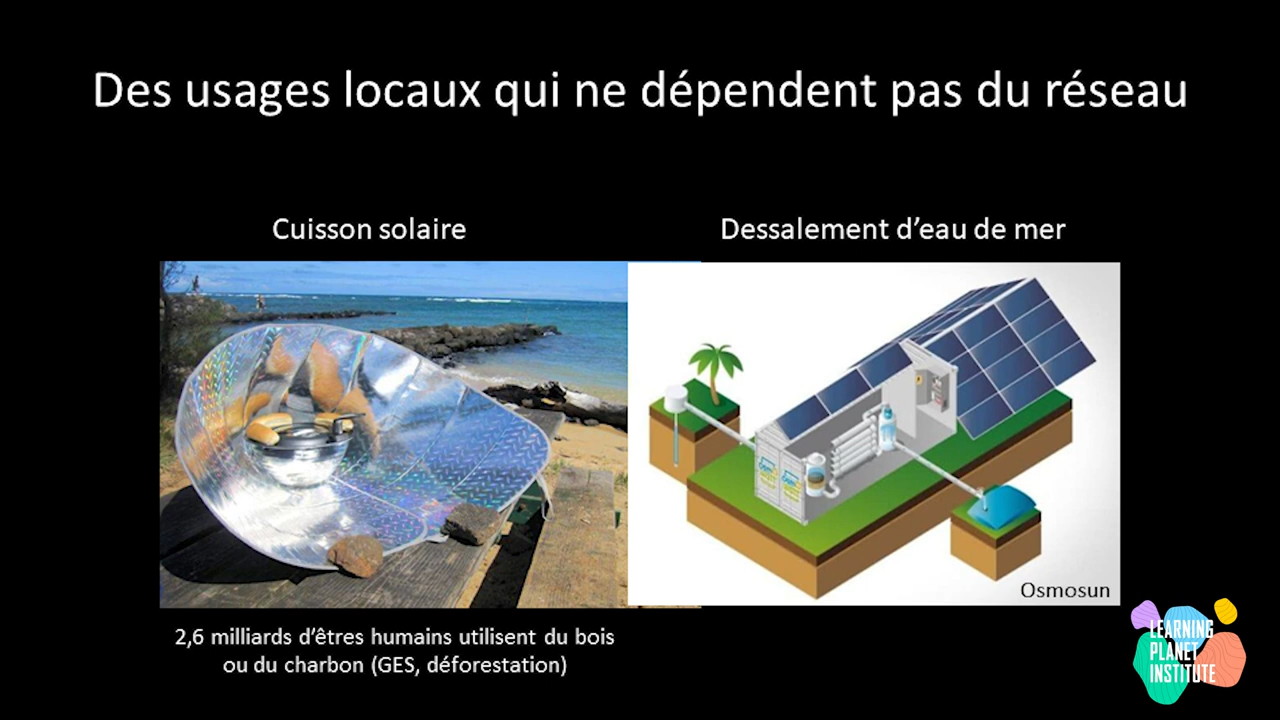 Des usages locaux qui ne dépendent pas du réseau
Cuisson solaire
Dessalement d’eau de mer
Osmosun
2,6 milliards d’êtres humains utilisent du bois
ou du charbon (GES, déforestation)
LEARNING
PLANET
INSTITUTE